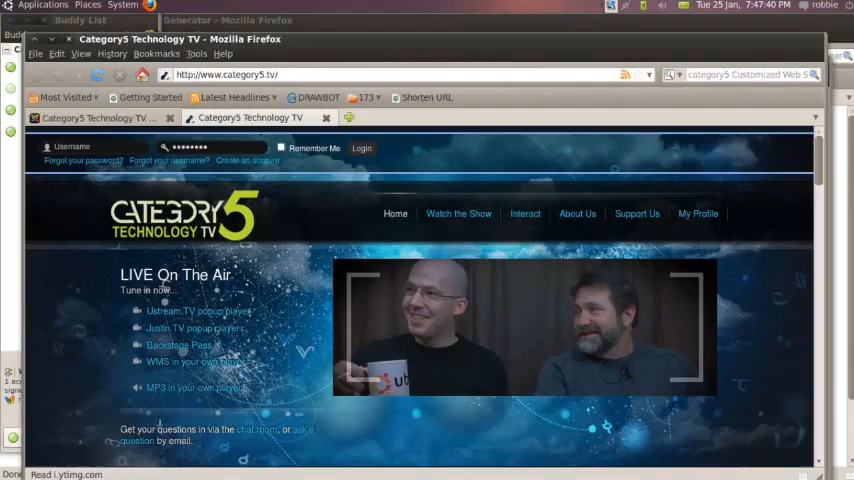 Applications Places System
Tue 25 Jan, 7:47:40 PM robbie
Buddy List
Generator - Mozilla Firefox
Category5 Technology TV - Mozilla Firefox
File Edit View History Bookmarks Tools Help
http://www.category5.tv/
category5 Customized Web S
Most Visited Getting Started Latest Headlines DRAWBOT 173 Shorten URL
Category5 Technology TV ... Category5 Technology TV
Username ******** Remember Me Login
Forgot your password? Forgot your username? Create an account
CATEGORY5
TECHNOLOGY TV
Home Watch the Show Interact About Us Support Us My Profile
LIVE On The Air
Tune in now...
Ustream.TV popup player
Justin.TV popup players
Backstage Pass
WMS in your own player
MP3 in your own player
Get your questions in via the chat room, or ask a
question by email.
Read i.ytimg.com